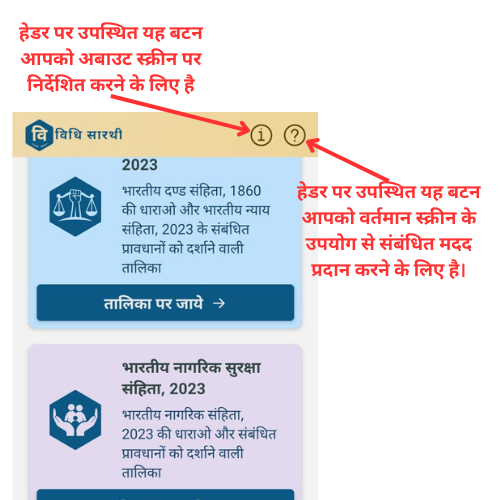 हेडर पर उपस्थित यह बटन
आपको अबाउट स्क्रीन पर
निर्देशित करने के लिए है
वि विधि सारथी
2023
भारतीय दण्ड संहिता, 1860
की धाराओ और भारतीय न्याय
संहिता, 2023 के संबंधित
प्रावधानों को दर्शाने वाली
तालिका
तालिका पर जाये →
हेडर पर उपस्थित यह बटन
आपको वर्तमान स्क्रीन के
उपयोग से संबंधित मदद
प्रदान करने के लिए है।
भारतीय नागरिक सुरक्षा
संहिता, 2023
भारतीय नागरिक संहिता,
2023 की धाराओ और संबंधित
प्रावधानों को दर्शाने वाली
तालिका